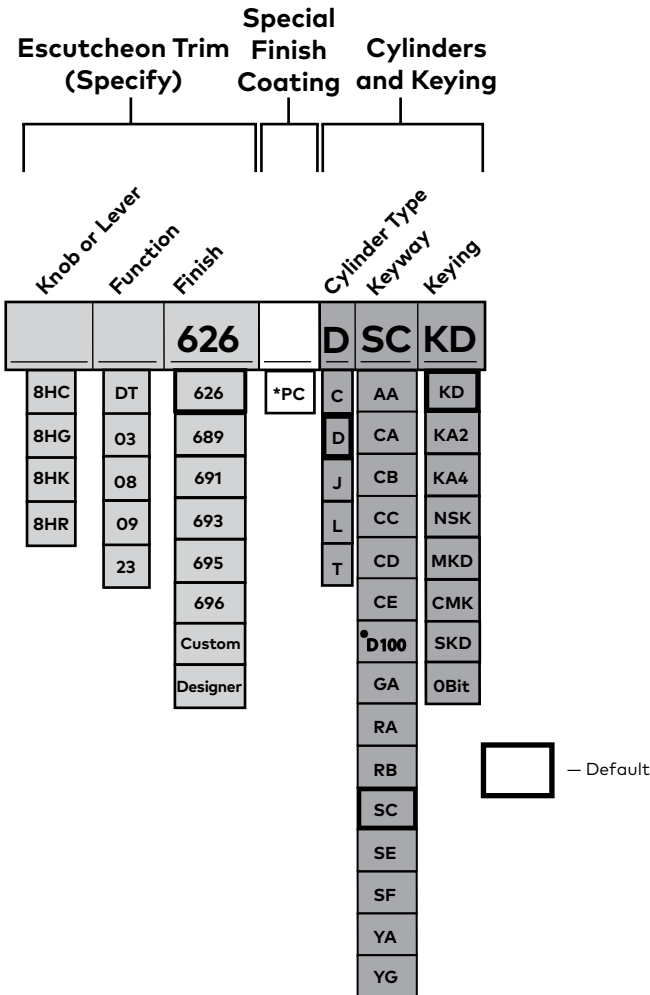 Escutcheon Trim
(Specify)
Special
Finish
Coating
Cylinders
and Keying
Knob or Lever
Function
Finish
Cylinder Type
Keyway
Keying
626
D
SC
KD
8HC
8HG
8HK
8HR
DT
03
08
09
23
626
689
691
693
695
696
Custom
Designer
*PC
C
D
J
L
T
AA
CA
CB
CC
CD
CE
•D100
GA
RA
RB
SC
SE
SF
YA
YG
KD
KA2
KA4
NSK
MKD
CMK
SKD
0Bit
— Default